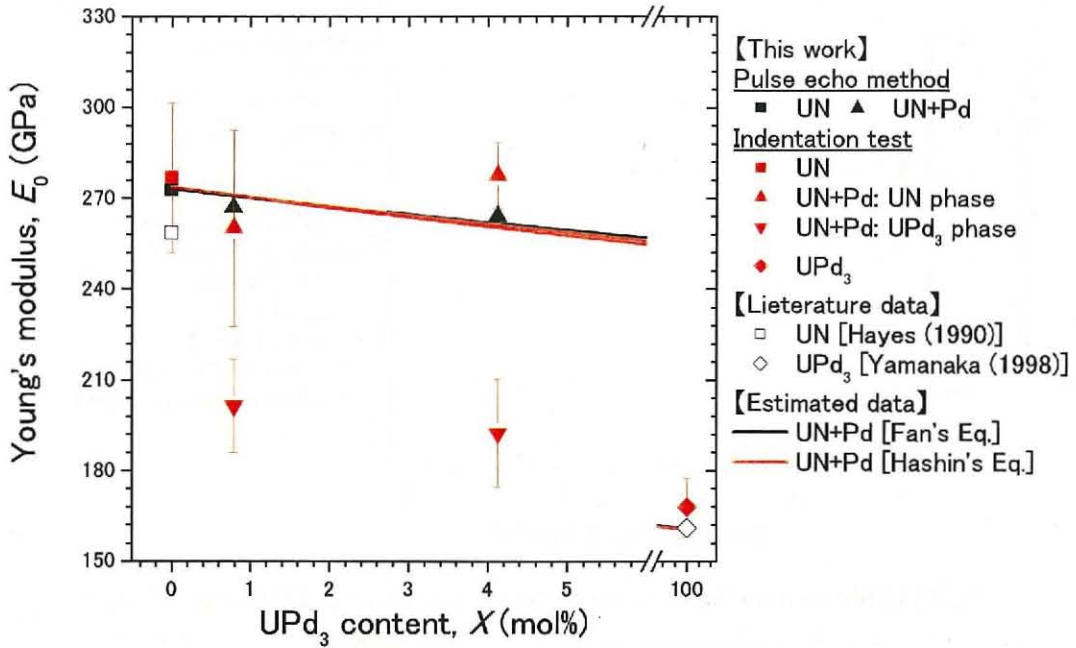 330
300
270
240
210
180
150
Young's modulus, E₀ (GPa)
0 1 2 3 4 5 100
UPd₃ content, X (mol%)
【This work】
Pulse echo method
UN UN+Pd
Indentation test
UN
UN+Pd: UN phase
UN+Pd: UPd₃ phase
UPd₃
【Lieterature data】
UN [Hayes (1990)]
UPd₃ [Yamanaka (1998)]
【Estimated data】
UN+Pd [Fan's Eq.]
UN+Pd [Hashin's Eq.]